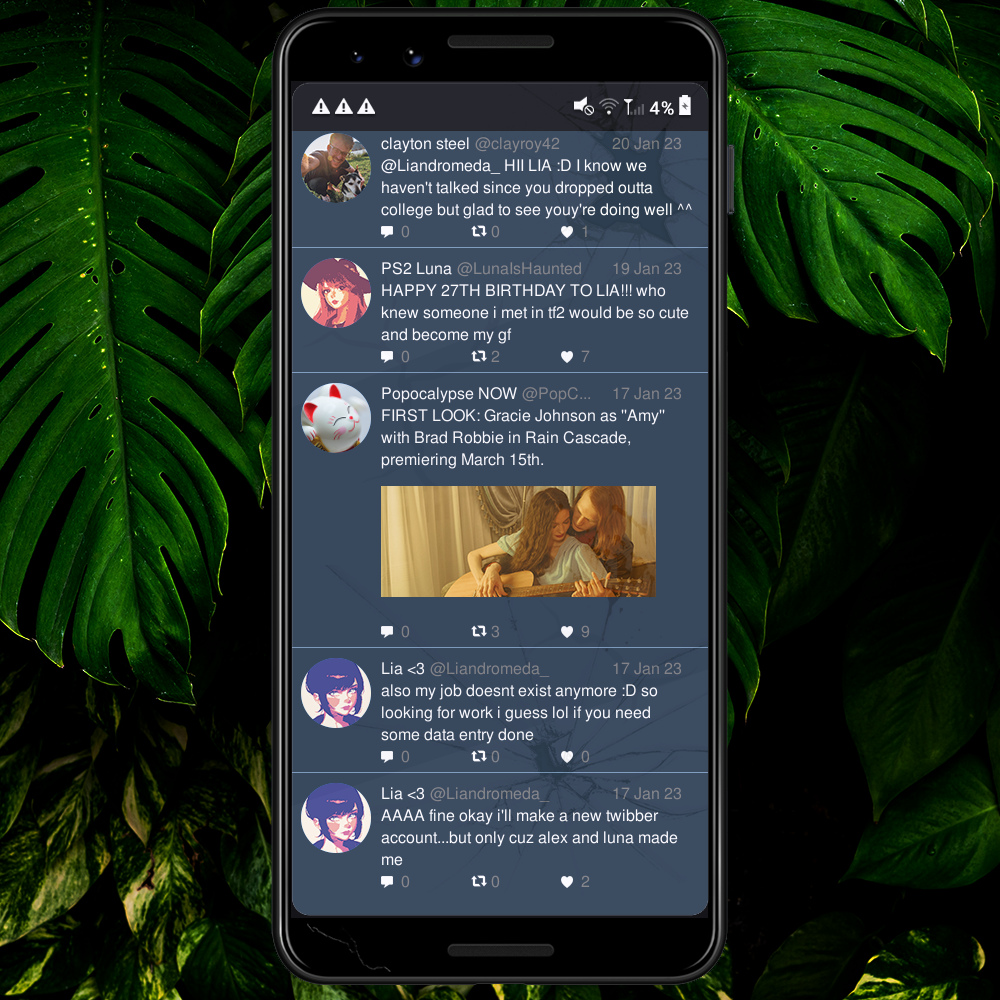 4%
clayton steel @clayroy42 20 Jan 23
@Liandromeda_ HII LIA :D I know we
haven't talked since you dropped outta
college but glad to see youy're doing well ^^
0 0 1
PS2 Luna @LunaIsHaunted 19 Jan 23
HAPPY 27TH BIRTHDAY TO LIA!!! who
knew someone i met in tf2 would be so cute
and become my gf
0 2 7
Popocalypse NOW @PopC... 17 Jan 23
FIRST LOOK: Gracie Johnson as "Amy"
with Brad Robbie in Rain Cascade,
premiering March 15th.
0 3 9
Lia <3 @Liandromeda_ 17 Jan 23
also my job doesnt exist anymore :D so
looking for work i guess lol if you need
some data entry done
0 0 0
Lia <3 @Liandromeda_ 17 Jan 23
AAAA fine okay i'll make a new twibber
account...but only cuz alex and luna made
me
0 0 2